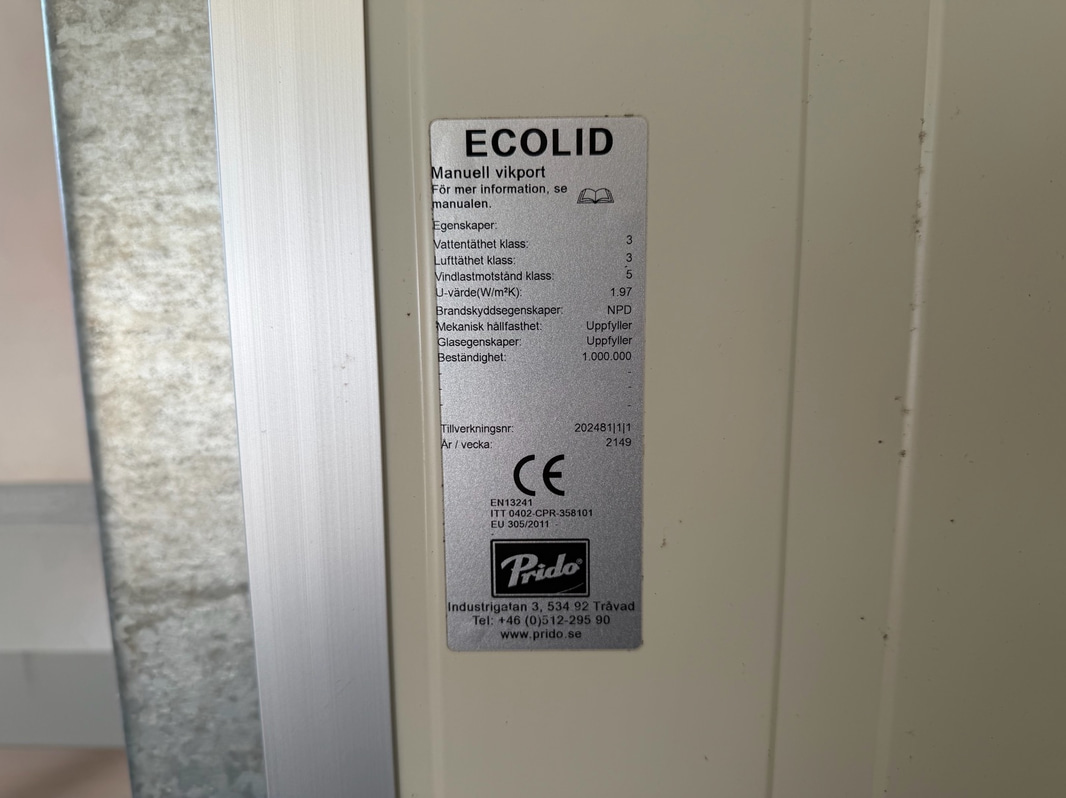 ECOLID
Manuell vikport
För mer information, se
manualen.
Egenskaper:
Vattentäthet klass: 3
Lufttäthet klass: 3
Vindlastmotstånd klass: 5
U-värde(W/m²K): 1.97
Brandskyddsegenskaper: NPD
Mekanisk hållfasthet: Uppfyller
Glasegenskaper: Uppfyller
Beständighet: 1.000.000
- -
- -
- -
Tillverkningsnr: 202481|1|1
År / vecka: 2149
CE
EN13241
ITT 0402-CPR-358101
EU 305/2011
Prido®
Industrigatan 3, 534 92 Tråvad
Tel: +46 (0)512-295 90
www.prido.se